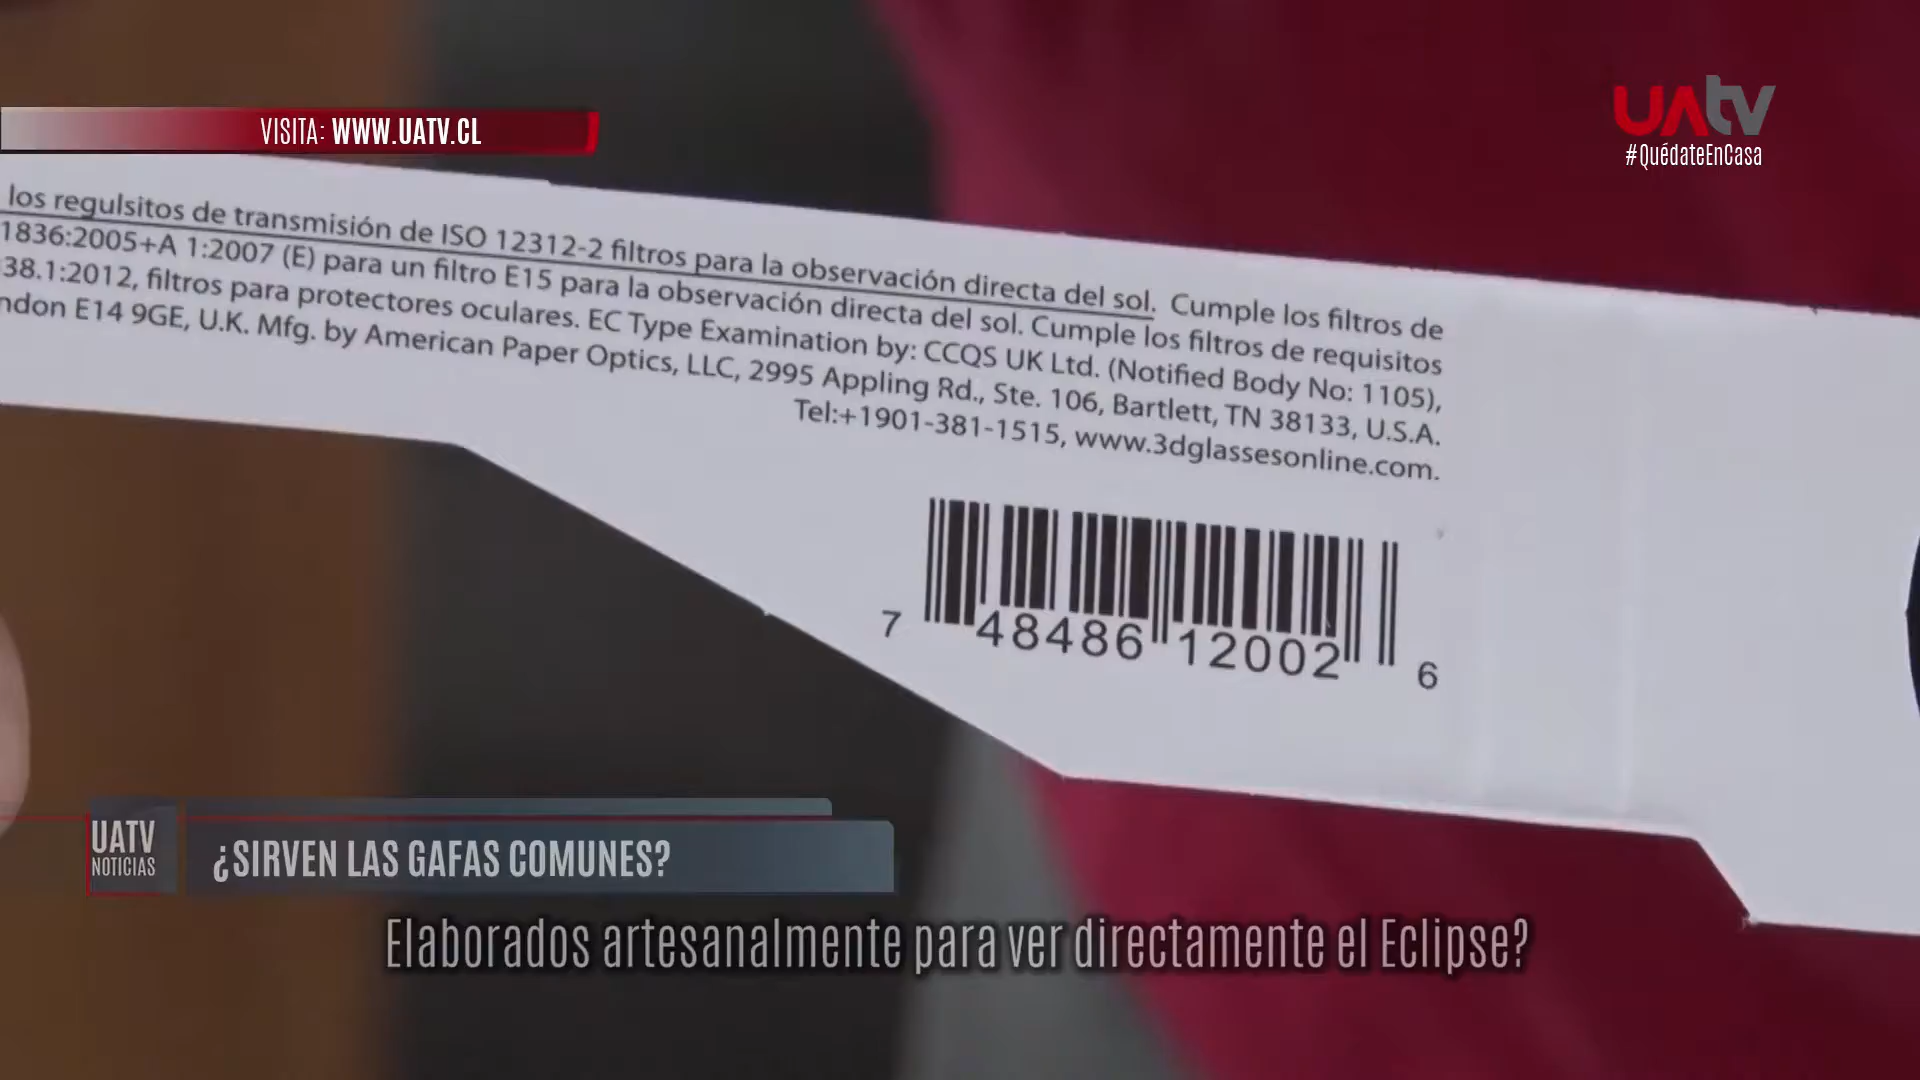 VISITA: WWW.UATV.CL
UATV
#QuédateEnCasa
los regulsitos de transmisión de ISO 12312-2 filtros para la observación directa del sol. Cumple los filtros de
1836:2005+A 1:2007 (E) para un filtro E15 para la observación directa del sol. Cumple los filtros de requisitos
38.1:2012, filtros para protectores oculares. EC Type Examination by: CCQS UK Ltd. (Notified Body No: 1105),
ndon E14 9GE, U.K. Mfg. by American Paper Optics, LLC, 2995 Appling Rd., Ste. 106, Bartlett, TN 38133, U.S.A.
Tel:+1901-381-1515, www.3dglassesonline.com.
7 48486 12002 6
UATV
NOTICIAS
¿SIRVEN LAS GAFAS COMUNES?
Elaborados artesanalmente para ver directamente el Eclipse?